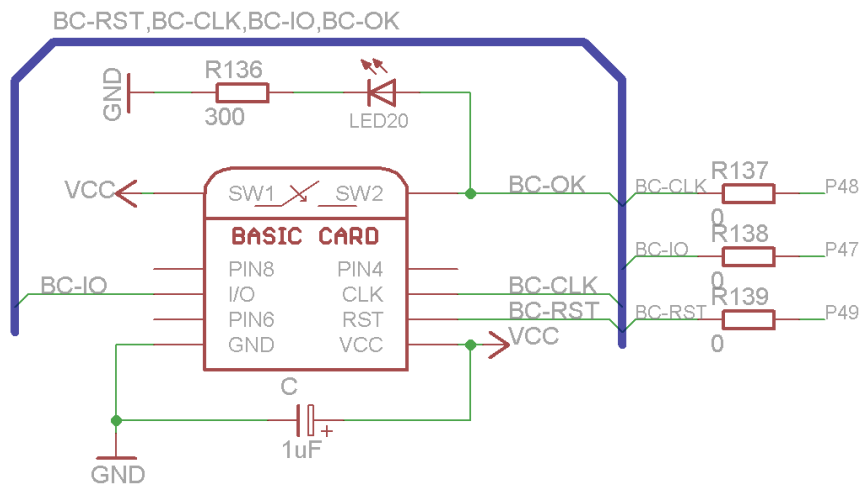 BC-RST,BC-CLK,BC-IO,BC-OK
GND
R136
300
LED20
VCC
SW1
SW2
BC-OK
BC-CLK
R137
0
P48
BASIC CARD
BC-IO
R138
0
P47
PIN8
PIN4
BC-IO
I/O
CLK
BC-CLK
PIN6
RST
BC-RST
BC-RST
R139
0
P49
GND
VCC
VCC
C
1uF
+
GND